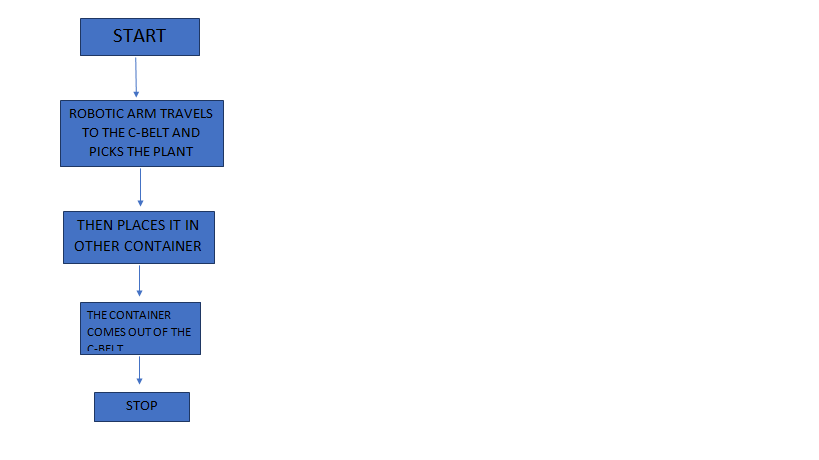 START
ROBOTIC ARM TRAVELS
TO THE C-BELT AND
PICKS THE PLANT
THEN PLACES IT IN
OTHER CONTAINER
THE CONTAINER
COMES OUT OF THE
C-BELT
STOP